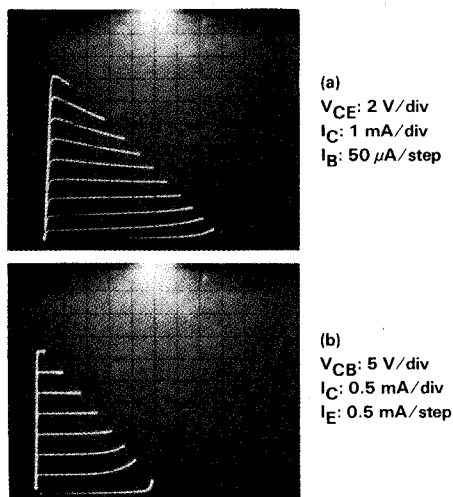 (a)
VCE: 2 V/div
IC: 1 mA/div
IB: 50 µA/step
(b)
VCB: 5 V/div
IC: 0.5 mA/div
IE: 0.5 mA/step